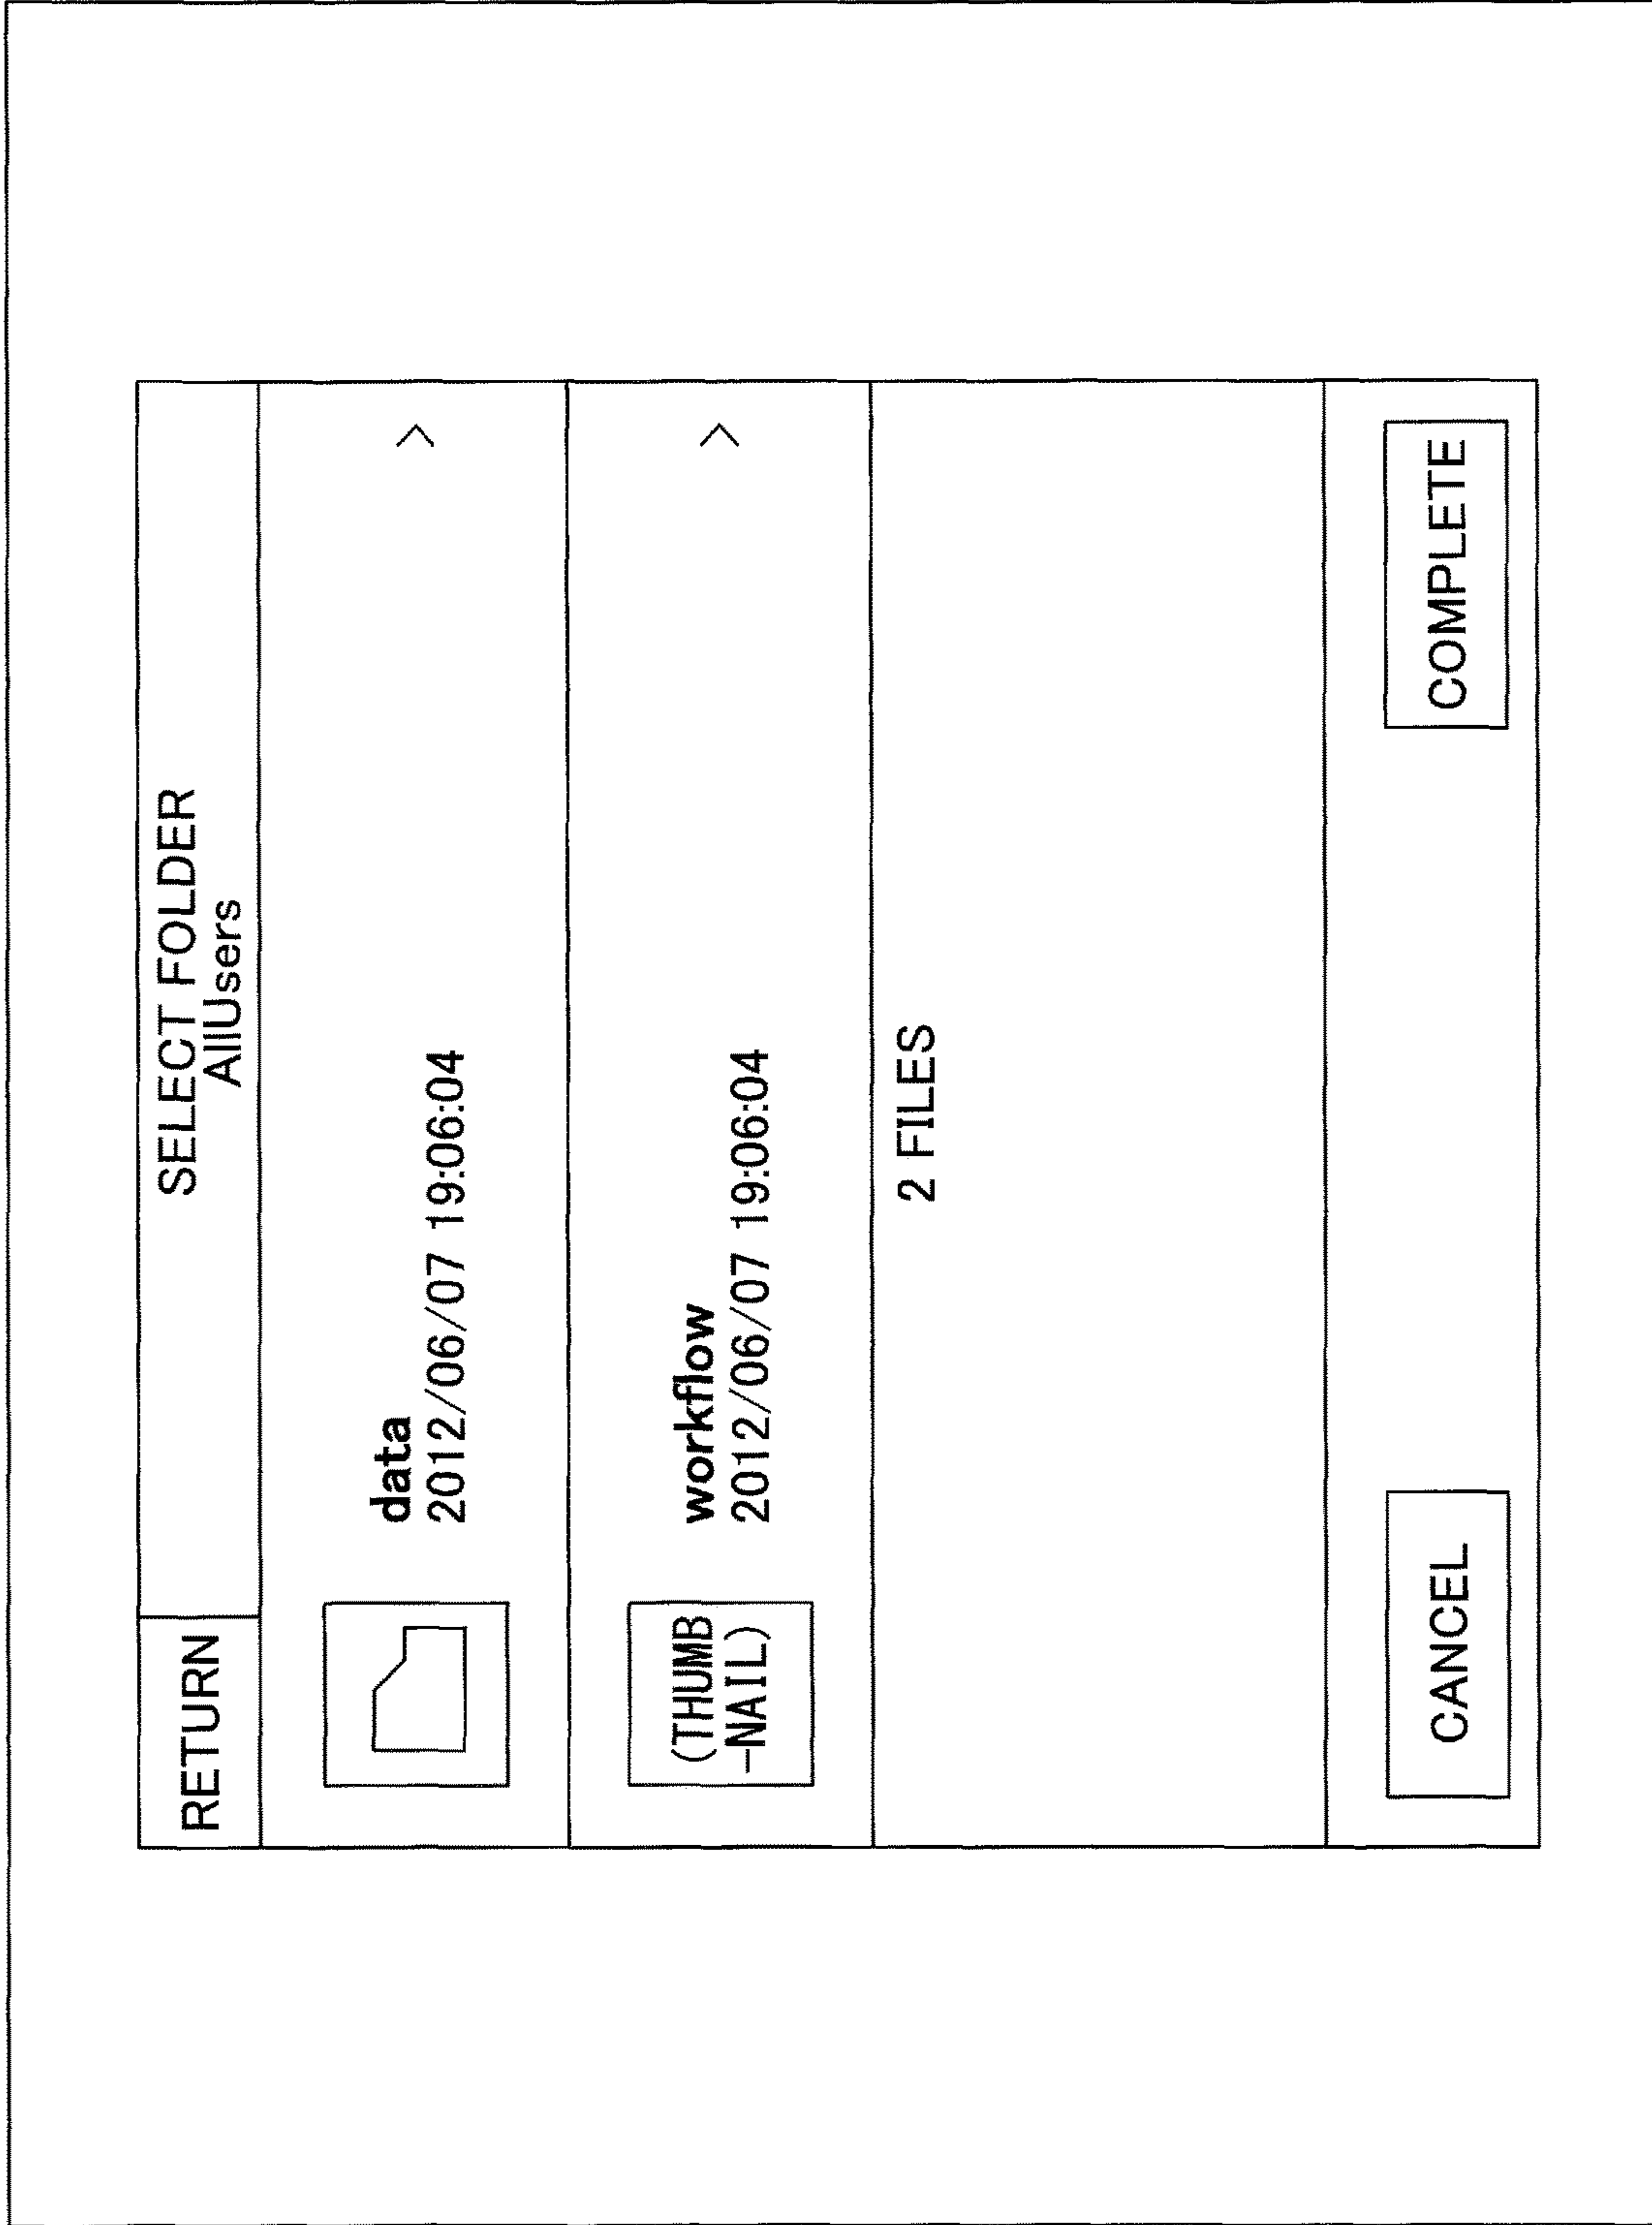 RETURN
SELECT FOLDER
AllUsers
data
2012/06/07 19:06:04
>
(THUMB
-NAIL)
workflow
2012/06/07 19:06:04
>
2 FILES
CANCEL
COMPLETE